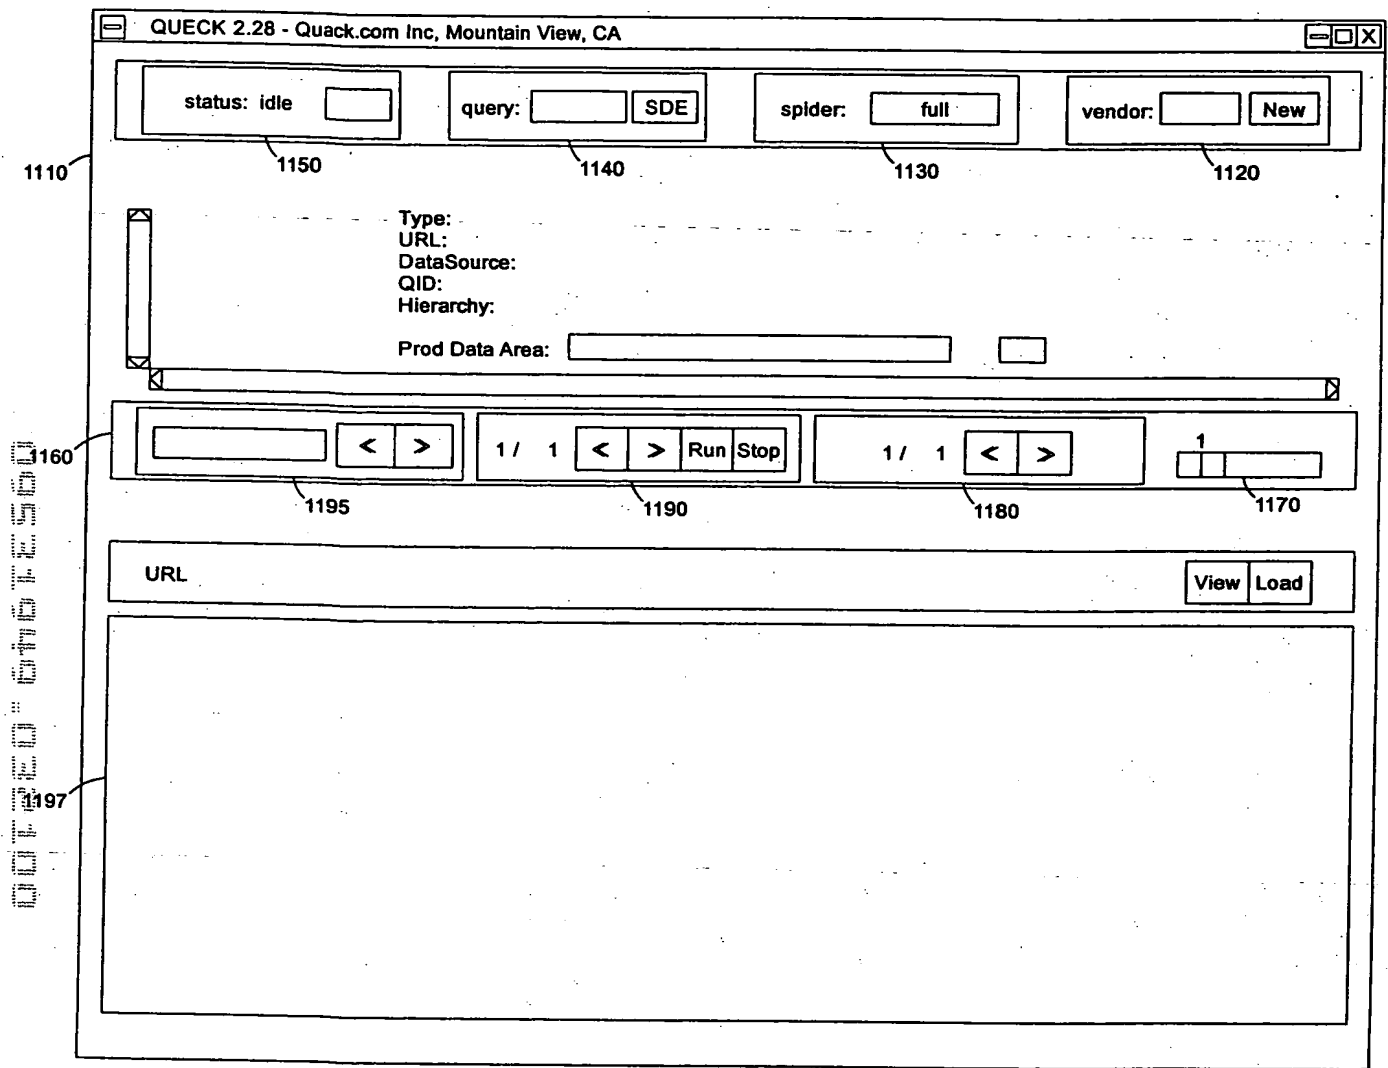 QUECK 2.28 - Quack.com Inc, Mountain View, CA
status: idle
query: SDE
spider: full
vendor: New
1110
1150
1140
1130
1120
Type:
URL:
DataSource:
QID:
Hierarchy:
Prod Data Area:
1160
< >
1 / 1 < > Run Stop
1 / 1 < >
1
1195
1190
1180
1170
URL
View Load
1197